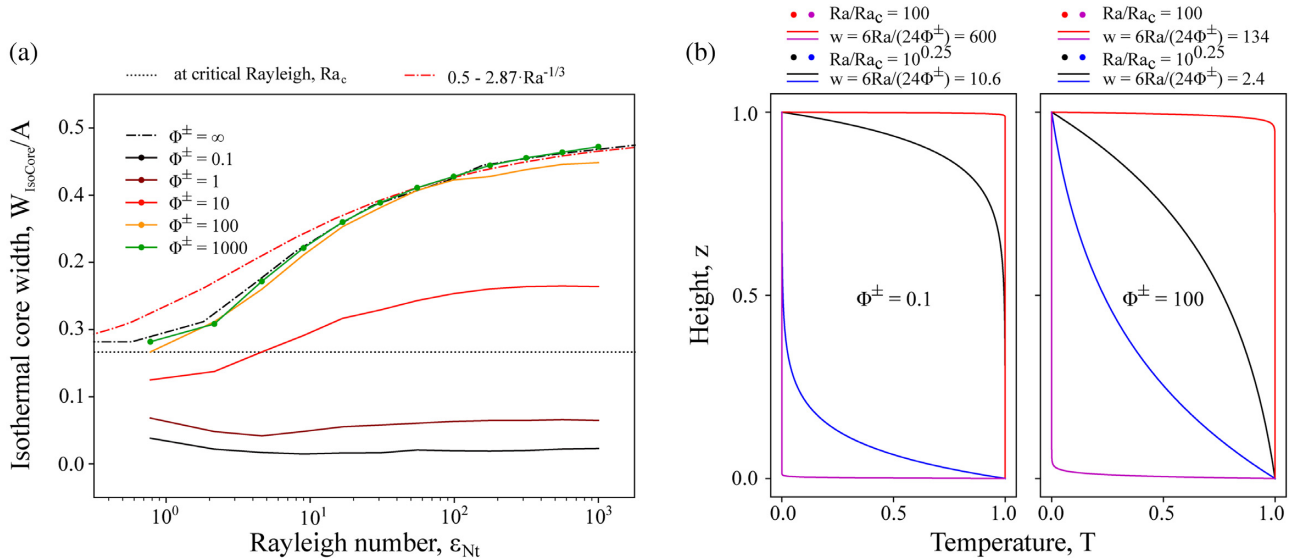 (a)
at critical Rayleigh, Ra_c
0.5 - 2.87·Ra^-1/3
Φ^± = ∞
Φ^± = 0.1
Φ^± = 1
Φ^± = 10
Φ^± = 100
Φ^± = 1000
Isothermal core width, W_IsoCore/A
0.5
0.4
0.2
0.3
0.1
0.0
10^0
10^1
10^2
10^3
Rayleigh number, ε_Nt
(b)
Ra/Ra_c = 100
w = 6Ra/(24Φ^±) = 600
Ra/Ra_c = 10^0.25
w = 6Ra/(24Φ^±) = 10.6
Ra/Ra_c = 100
w = 6Ra/(24Φ^±) = 134
Ra/Ra_c = 10^0.25
w = 6Ra/(24Φ^±) = 2.4
Height, z
1.0
0.5
0.0
Φ^± = 0.1
Φ^± = 100
0.0 0.5 1.0
0.0 0.5 1.0
Temperature, T